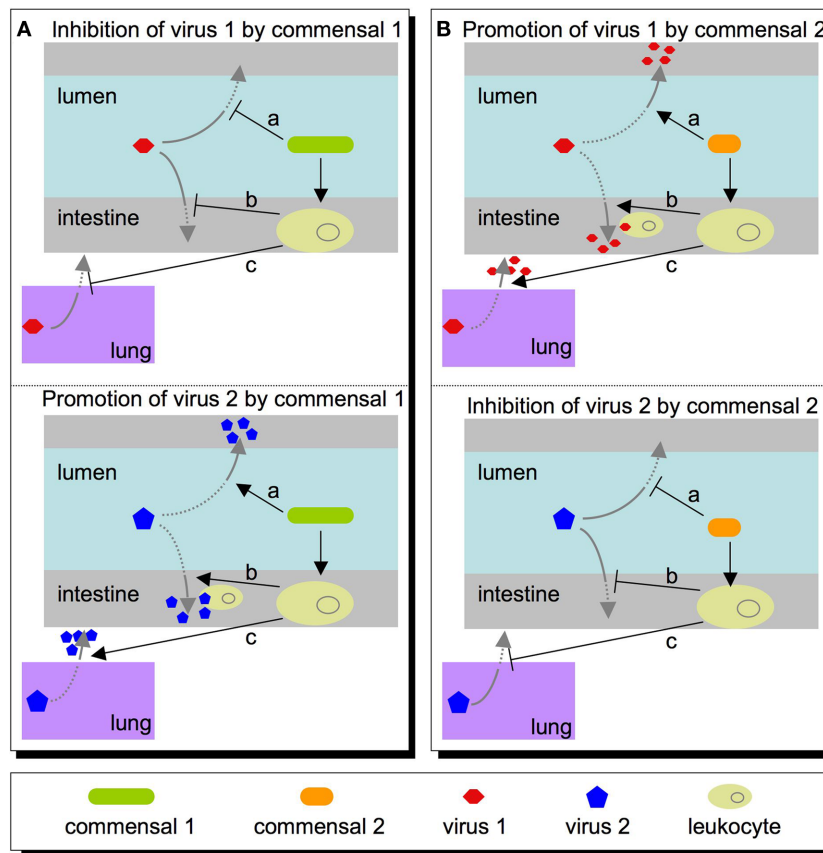 A Inhibition of virus 1 by commensal 1
lumen
a
b
intestine
c
lung
Promotion of virus 2 by commensal 1
lumen
a
b
intestine
c
lung
B Promotion of virus 1 by commensal 2
lumen
a
b
intestine
c
lung
Inhibition of virus 2 by commensal 2
lumen
a
b
intestine
c
lung
commensal 1 commensal 2 virus 1 virus 2 leukocyte